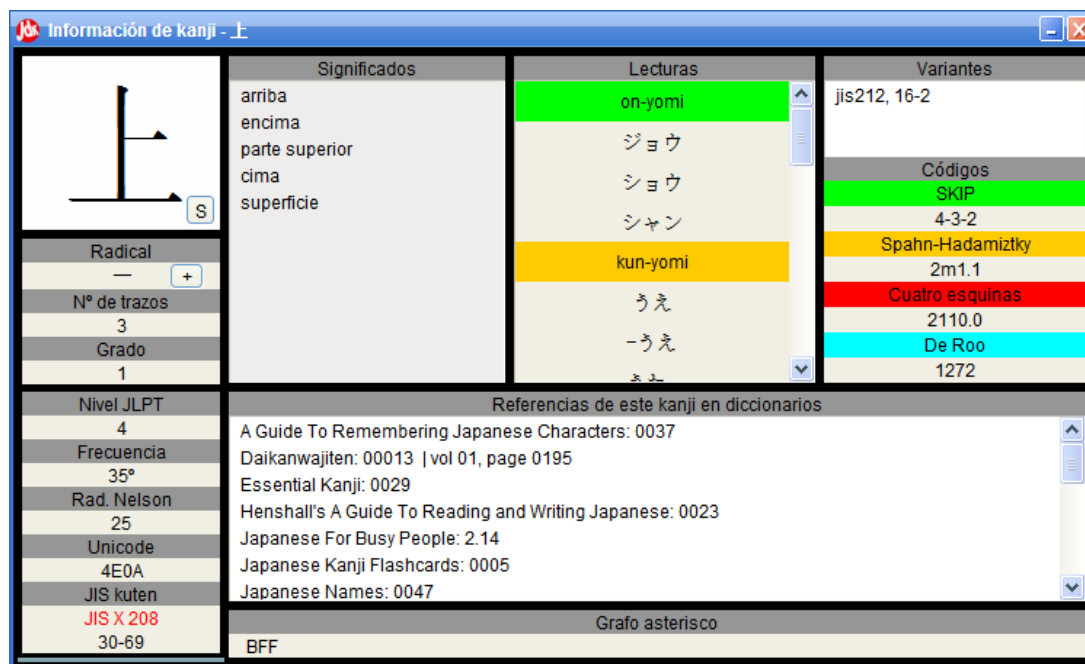 Información de kanji - 上
上
S
Radical
一
+
Nº de trazos
3
Grado
1
Significados
arriba
encima
parte superior
cima
superficie
Lecturas
on-yomi
ジョウ
ショウ
シャン
kun-yomi
うえ
-うえ
Variantes
jis212, 16-2
Códigos
SKIP
4-3-2
Spahn-Hadamiztky
2m1.1
Cuatro esquinas
2110.0
De Roo
1272
Nivel JLPT
4
Frecuencia
35º
Rad. Nelson
25
Unicode
4E0A
JIS kuten
JIS X 208
30-69
Referencias de este kanji en diccionarios
A Guide To Remembering Japanese Characters: 0037
Daikanwajiten: 00013 | vol 01, page 0195
Essential Kanji: 0029
Henshall's A Guide To Reading and Writing Japanese: 0023
Japanese For Busy People: 2.14
Japanese Kanji Flashcards: 0005
Japanese Names: 0047
Grafo asterisco
BFF